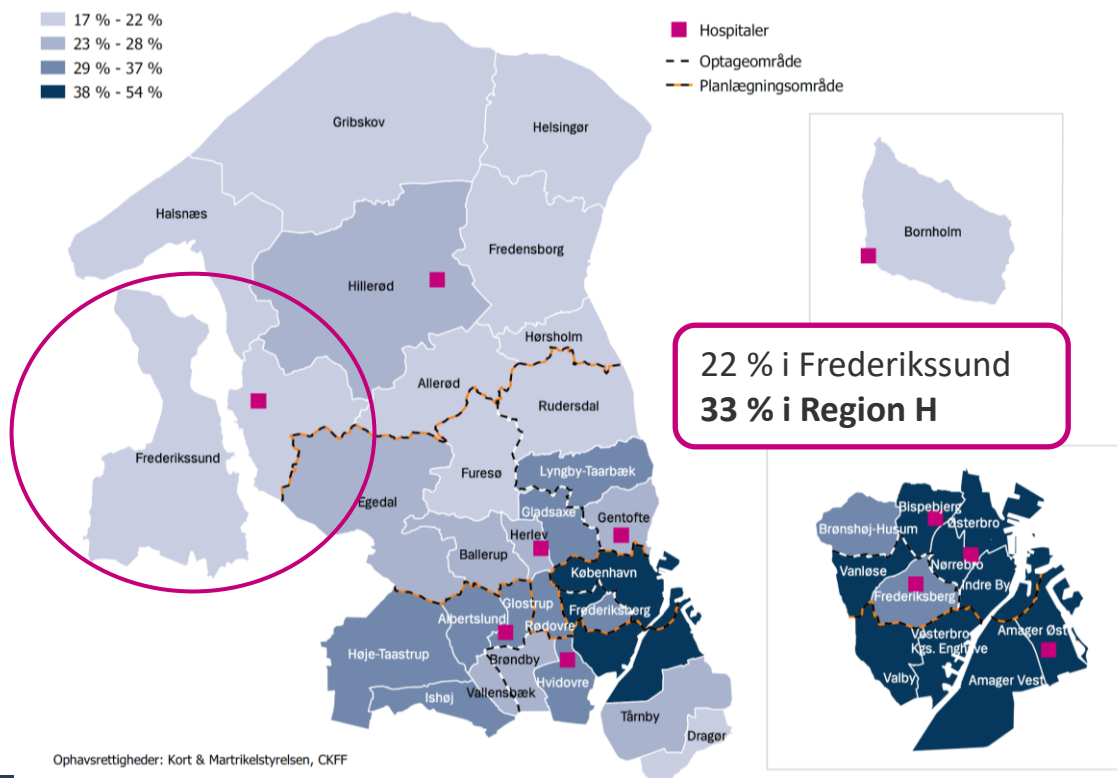 17 % - 22 %
23 % - 28 %
29 % - 37 %
38 % - 54 %
Hospitaler
Optageområde
Planlægningsområde
Gribskov
Helsingør
Halsnæs
Fredensborg
Hillerød
Bornholm
Hørsholm
Allerød
Rudersdal
22 % i Frederikssund
33 % i Region H
Frederikssund
Furesø
Lyngby-Taarbæk
Egedal
Gladsaxe
Gentofte
Herlev
Ballerup
København
Glostrup
Frederiksberg
Albertslund
Rødovre
Høje-Taastrup
Brøndby
Vallensbæk
Hvidovre
Ishøj
Tårnby
Dragør
Bispebjerg
Østerbro
Brønshøj-Husum
Nørrebro
Vanløse
Indre By
Frederiksberg
Vesterbro
Kgs. Enghave
Amager Øst
Valby
Amager Vest
Ophavsrettigheder: Kort & Martrikelstyrelsen, CKFF